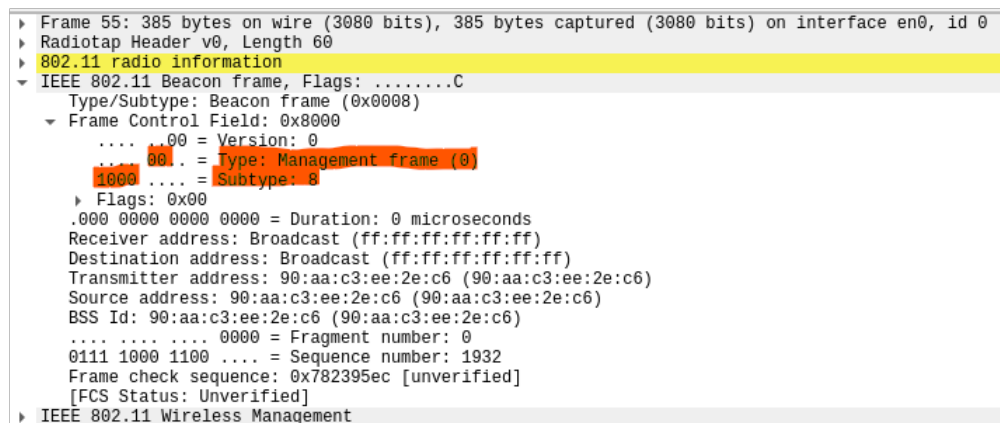 Frame 55: 385 bytes on wire (3080 bits), 385 bytes captured (3080 bits) on interface en0, id 0
Radiotap Header v0, Length 60
802.11 radio information
IEEE 802.11 Beacon frame, Flags: ........C
Type/Subtype: Beacon frame (0x0008)
Frame Control Field: 0x8000
.... ..00 = Version: 0
.... 00.. = Type: Management frame (0)
1000 .... = Subtype: 8
Flags: 0x00
.000 0000 0000 0000 = Duration: 0 microseconds
Receiver address: Broadcast (ff:ff:ff:ff:ff:ff)
Destination address: Broadcast (ff:ff:ff:ff:ff:ff)
Transmitter address: 90:aa:c3:ee:2e:c6 (90:aa:c3:ee:2e:c6)
Source address: 90:aa:c3:ee:2e:c6 (90:aa:c3:ee:2e:c6)
BSS Id: 90:aa:c3:ee:2e:c6 (90:aa:c3:ee:2e:c6)
.... .... .... 0000 = Fragment number: 0
0111 1000 1100 .... = Sequence number: 1932
Frame check sequence: 0x782395ec [unverified]
[FCS Status: Unverified]
IEEE 802.11 Wireless Management